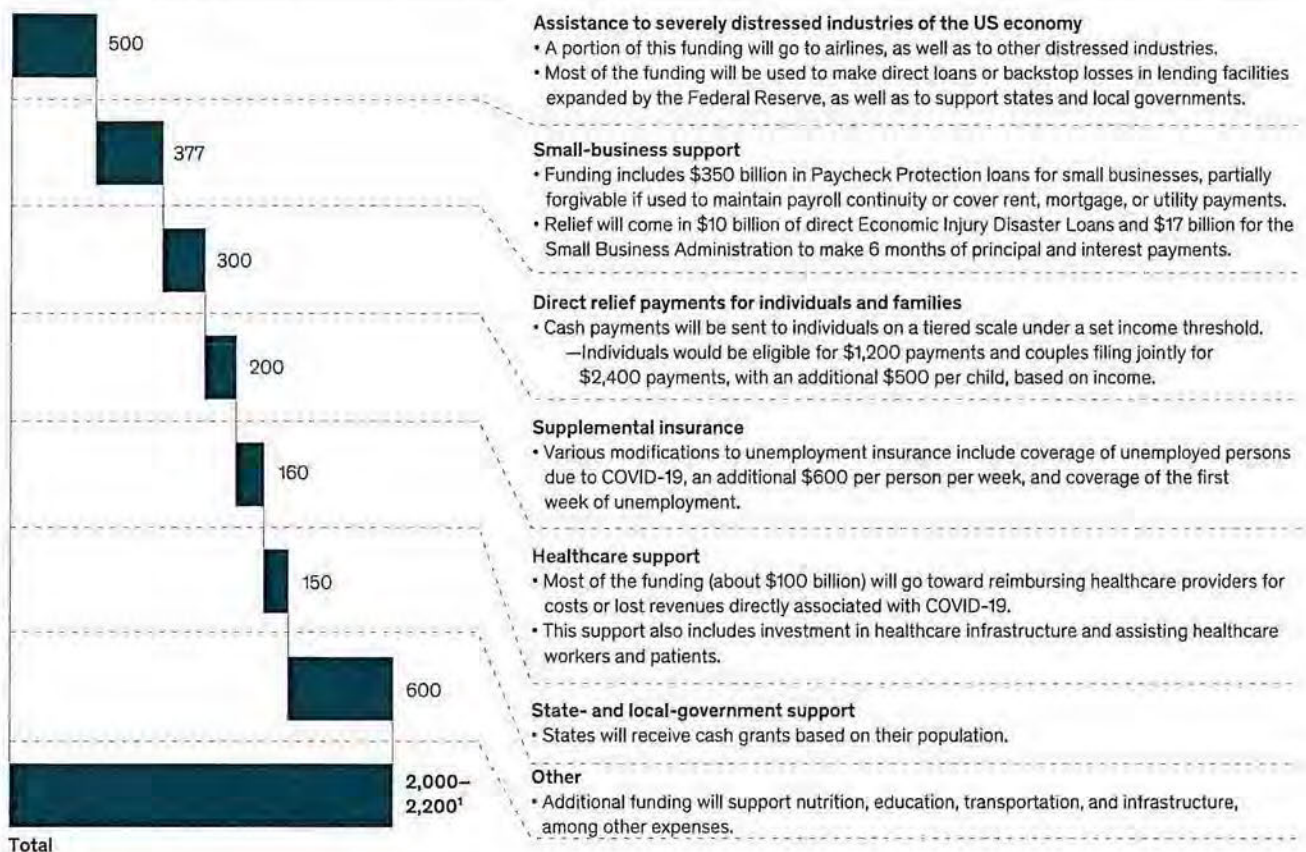 500
Assistance to severely distressed industries of the US economy
• A portion of this funding will go to airlines, as well as to other distressed industries.
• Most of the funding will be used to make direct loans or backstop losses in lending facilities
expanded by the Federal Reserve, as well as to support states and local governments.
377
Small-business support
• Funding includes $350 billion in Paycheck Protection loans for small businesses, partially
forgivable if used to maintain payroll continuity or cover rent, mortgage, or utility payments.
• Relief will come in $10 billion of direct Economic Injury Disaster Loans and $17 billion for the
Small Business Administration to make 6 months of principal and interest payments.
300
Direct relief payments for individuals and families
• Cash payments will be sent to individuals on a tiered scale under a set income threshold.
—Individuals would be eligible for $1,200 payments and couples filing jointly for
$2,400 payments, with an additional $500 per child, based on income.
200
Supplemental insurance
• Various modifications to unemployment insurance include coverage of unemployed persons
due to COVID-19, an additional $600 per person per week, and coverage of the first
week of unemployment.
160
Healthcare support
• Most of the funding (about $100 billion) will go toward reimbursing healthcare providers for
costs or lost revenues directly associated with COVID-19.
• This support also includes investment in healthcare infrastructure and assisting healthcare
workers and patients.
150
State- and local-government support
• States will receive cash grants based on their population.
600
Other
• Additional funding will support nutrition, education, transportation, and infrastructure,
among other expenses.
2,000–
2,200¹
Total